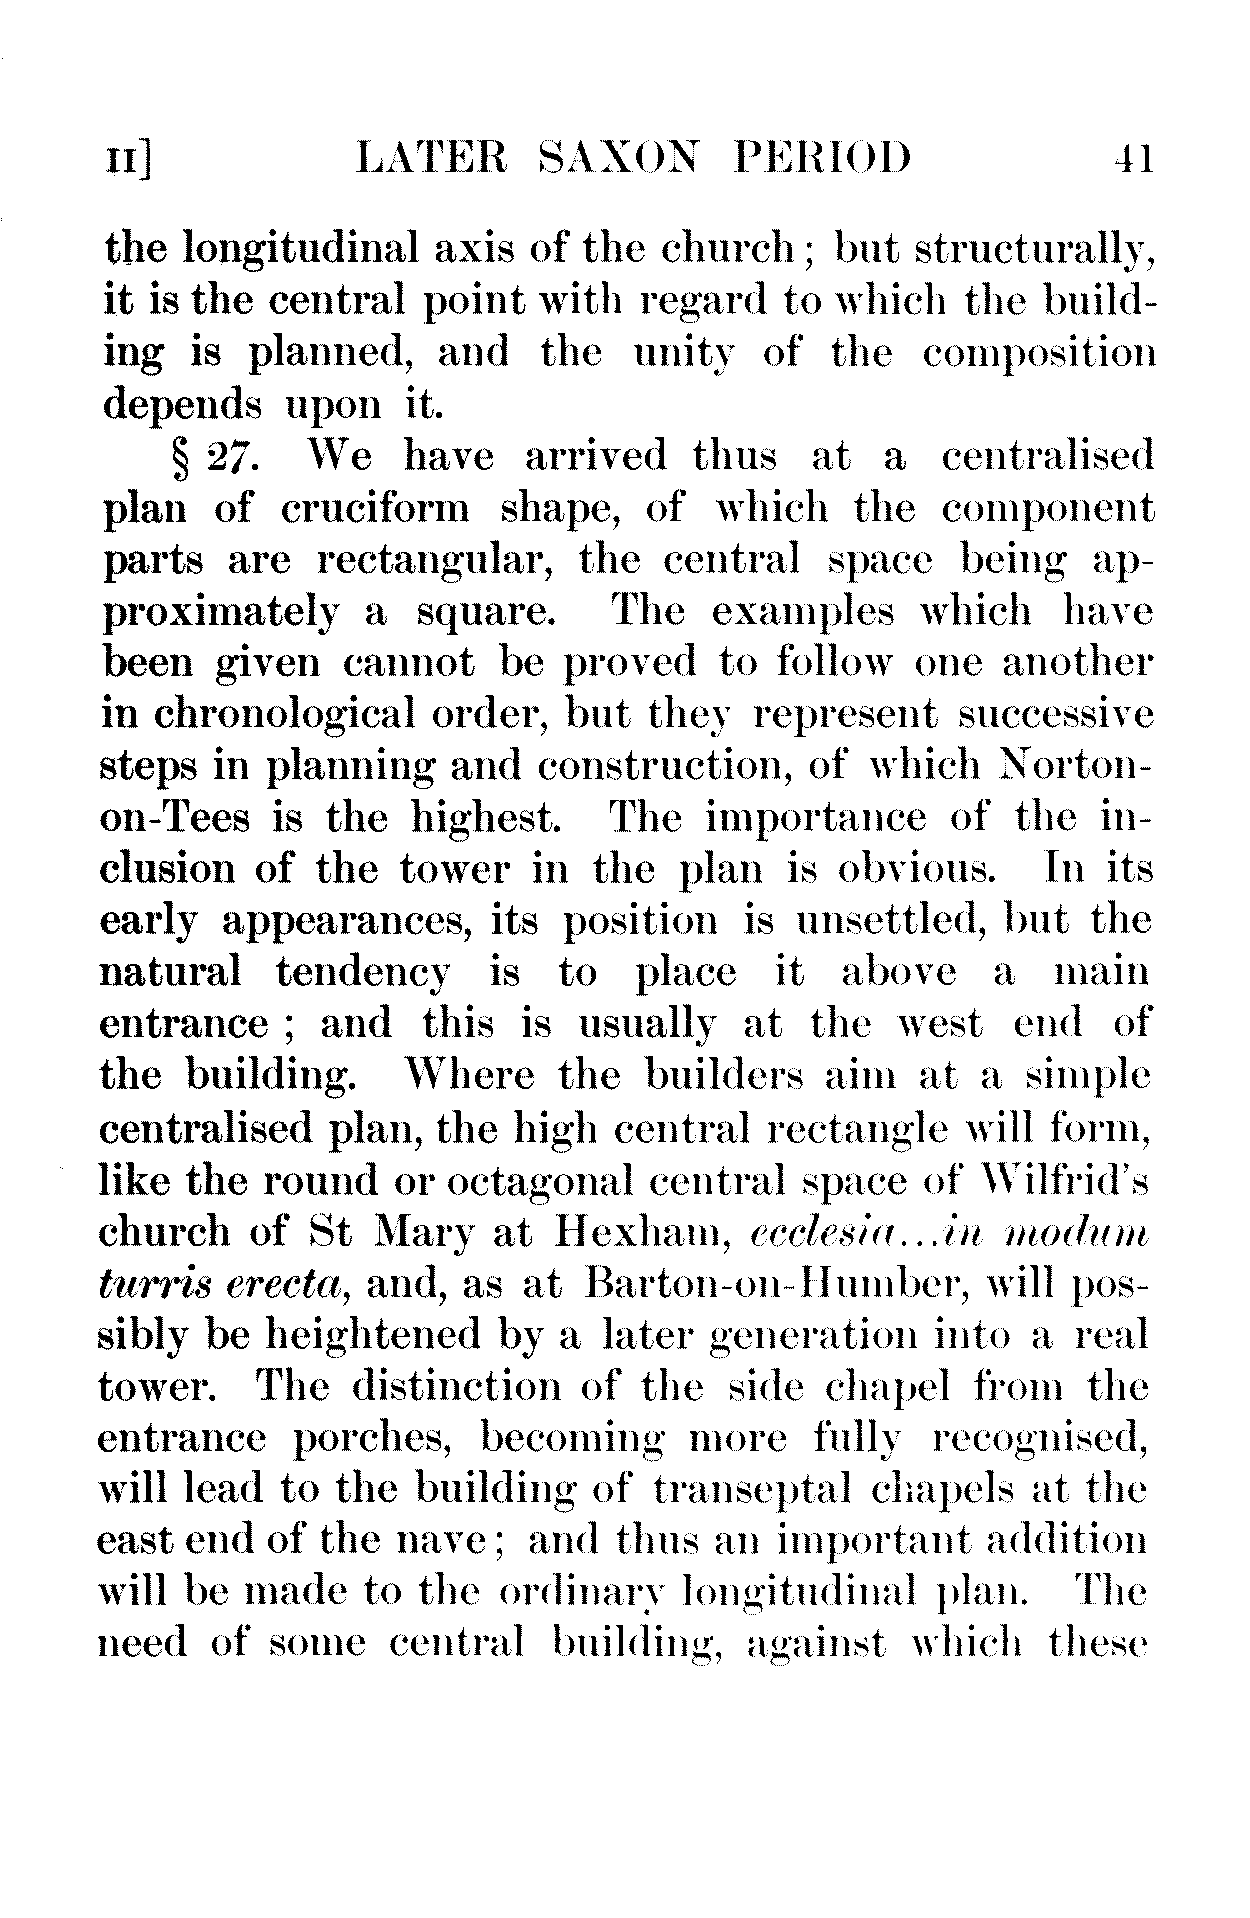 II] LATER SAXON PERIOD 41
the longitudinal axis of the church; but structurally,
it is the central point with regard to which the build-
ing is planned, and the unity of the composition
depends upon it.
§ 27. We have arrived thus at a centralised
plan of cruciform shape, of which the component
parts are rectangular, the central space being ap-
proximately a square. The examples which have
been given cannot be proved to follow one another
in chronological order, but they represent successive
steps in planning and construction, of which Norton-
on-Tees is the highest. The importance of the in-
clusion of the tower in the plan is obvious. In its
early appearances, its position is unsettled, but the
natural tendency is to place it above a main
entrance ; and this is usually at the west end of
the building. Where the builders aim at a simple
centralised plan, the high central rectangle will form,
like the round or octagonal central space of Wilfrid's
church of St Mary at Hexham, ecclesia...in modum
turris erecta, and, as at Barton-on-Humber, will pos-
sibly be heightened by a later generation into a real
tower. The distinction of the side chapel from the
entrance porches, becoming more fully recognised,
will lead to the building of transeptal chapels at the
east end of the nave; and thus an important addition
will be made to the ordinary longitudinal plan. The
need of some central building, against which these